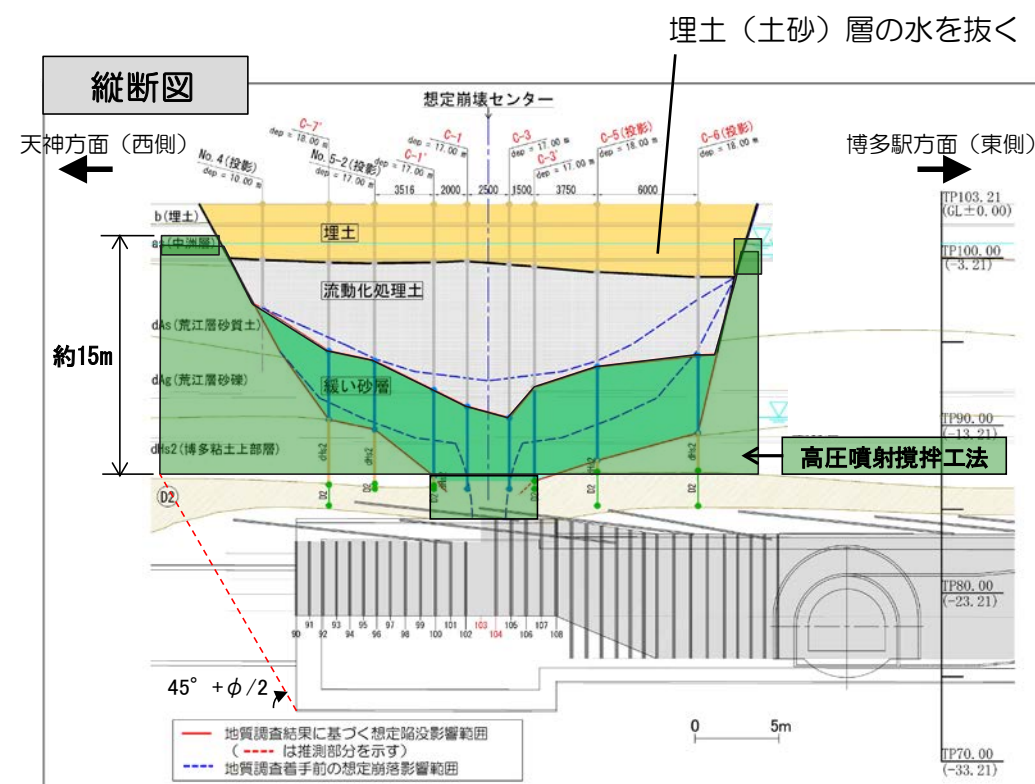 埋土（土砂）層の水を抜く
縦断図
想定崩壊センター
天神方面（西側）
博多駅方面（東側）
No.4(投影)
dep = 10.00 m
C-7'
dep = 18.00 m
No.5-2(投影)
dep = 17.00 m
C-1'
dep = 17.00 m
C-1
dep = 17.00 m
C-3
dep = 17.00 m
C-3'
dep = 17.00 m
C-5(投影)
dep = 18.00 m
C-6(投影)
dep = 18.00 m
3516 2000 2500 1500 3750 6000
TP103.21
(GL±0.00)
b(埋土)
埋土
(中洲層)
TP100.00
(-3.21)
流動化処理土
dAs(荒江層砂質土)
約15m
dAg(荒江層砂礫)
緩い砂層
TP90.00
(-13.21)
dHs2(博多粘土上部層)
dHs2
dHs2
dHs2
dHs2
高圧噴射撹拌工法
D2
D2
D2
D2
D2
D2
TP80.00
(-23.21)
91 93 95 97 99 101 103 105 107
90 92 94 96 98 100 102 104 106 108
45° +φ/2
0 5m
地質調査結果に基づく想定陥没影響範囲
（ ---- は推測部分を示す）
地質調査着手前の想定崩落影響範囲
TP70.00
(-33.21)